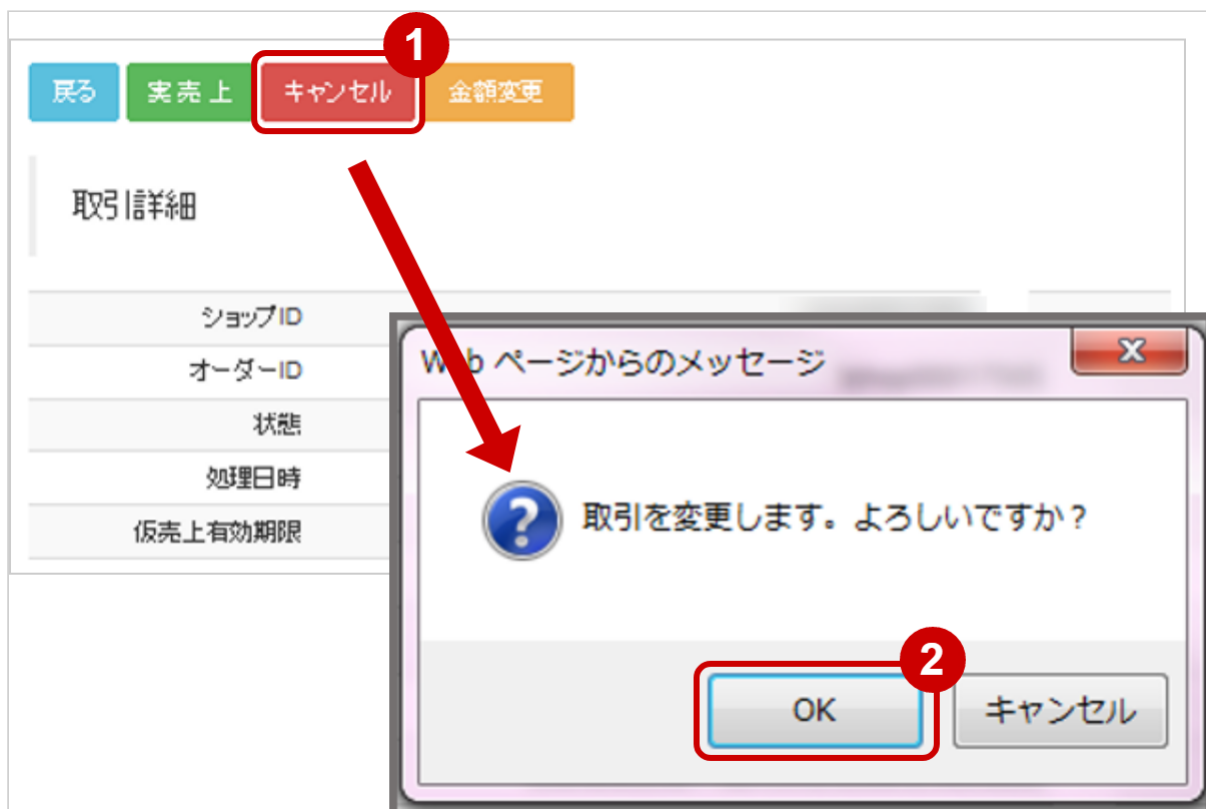 1
戻る 実売上 キャンセル 金額変更
取引詳細
ショップID
オーダーID
状態
処理日時
仮売上有効期限
Web ページからのメッセージ
取引を変更します。よろしいですか？
2
OK キャンセル